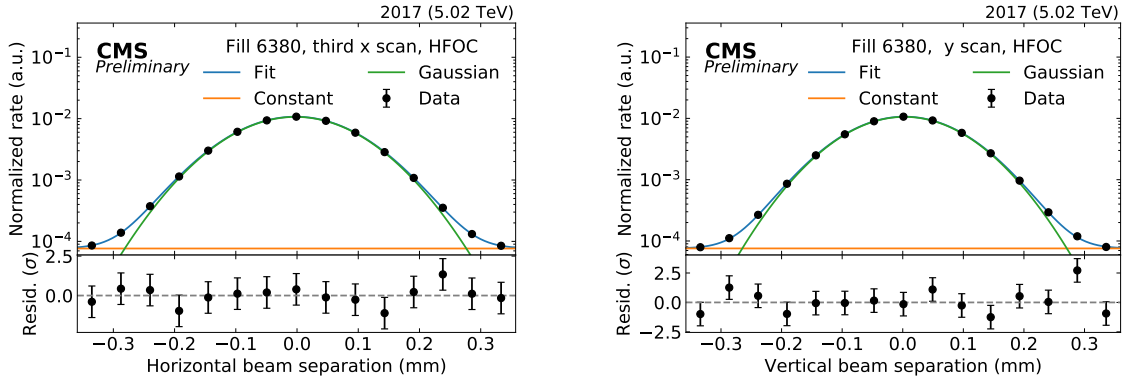 2017 (5.02 TeV)
CMS
Preliminary
Fill 6380, third x scan, HFOC
Fit
Gaussian
Constant
Data
Normalized rate (a.u.)
10⁻¹
10⁻²
10⁻³
10⁻⁴
Resid. (σ)
2.5
0.0
−0.3 −0.2 −0.1 0.0 0.1 0.2 0.3
Horizontal beam separation (mm)
2017 (5.02 TeV)
CMS
Preliminary
Fill 6380, y scan, HFOC
Fit
Gaussian
Constant
Data
Normalized rate (a.u.)
10⁻¹
10⁻²
10⁻³
10⁻⁴
Resid. (σ)
2.5
0.0
−2.5
−0.3 −0.2 −0.1 0.0 0.1 0.2 0.3
Vertical beam separation (mm)